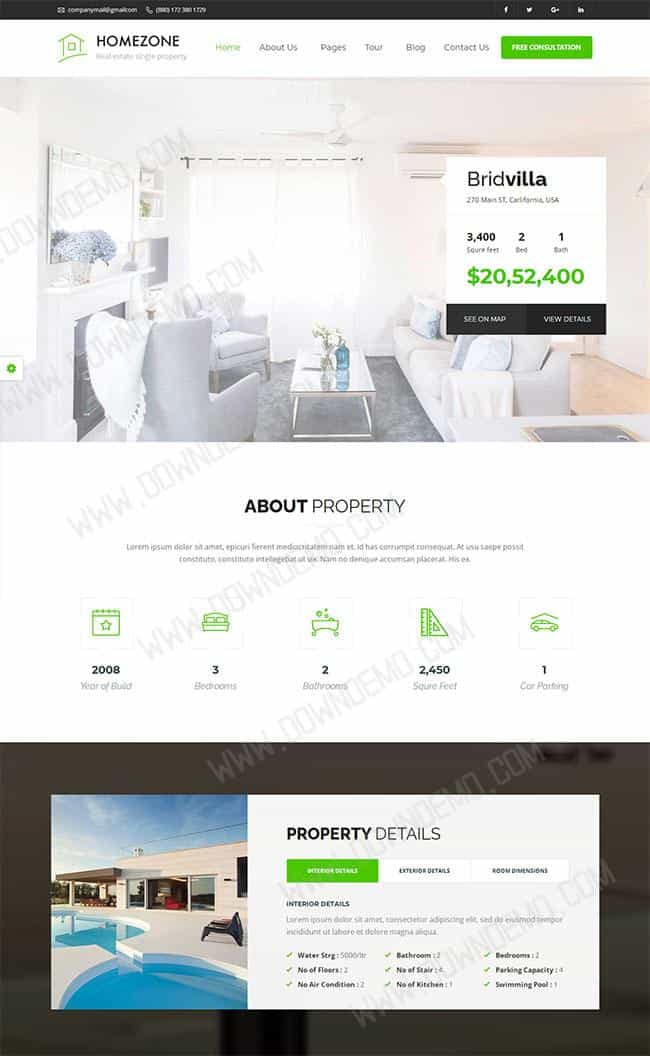 companymail@gmailcom (880) 172 380 1729
HOMEZONE
Real estate single property
Home About Us Pages Tour Blog Contact Us FREE CONSULTATION
Bridvilla
270 Main ST, Carlifornia, USA
3,400 2 1
Squre feet Bed Bath
$20,52,400
SEE ON MAP VIEW DETAILS
ABOUT PROPERTY
Lorem ipsum dolor sit amet, epicuri fierent mediocritatem nam et. Id has corrumpit consequat. At usu saepe possit
constituto, constituto intellegebat ut vis. Nam no denique accumsan placerat. His ex.
2008 3 2 2,450 1
Year of Build Bedrooms Bathrooms Squre Feet Car Parking
PROPERTY DETAILS
INTERIOR DETAILS EXTERIOR DETAILS ROOM DIMENSIONS
INTERIOR DETAILS
Lorem ipsum dolor sit amet, consectetur adipiscing elit, sed do eiusmod tempor
incididunt ut labore et dolore magna aliqua.
Water Strg : 5000/ltr Bathroom : 2 Bedrooms : 2
No of Floors : 2 No of Stair : 4 Parking Capacity : 4
No Air Condition : 2 No of Kitchen : 1 Swimming Pool : 1
WWW.DOWNDEMO.COM